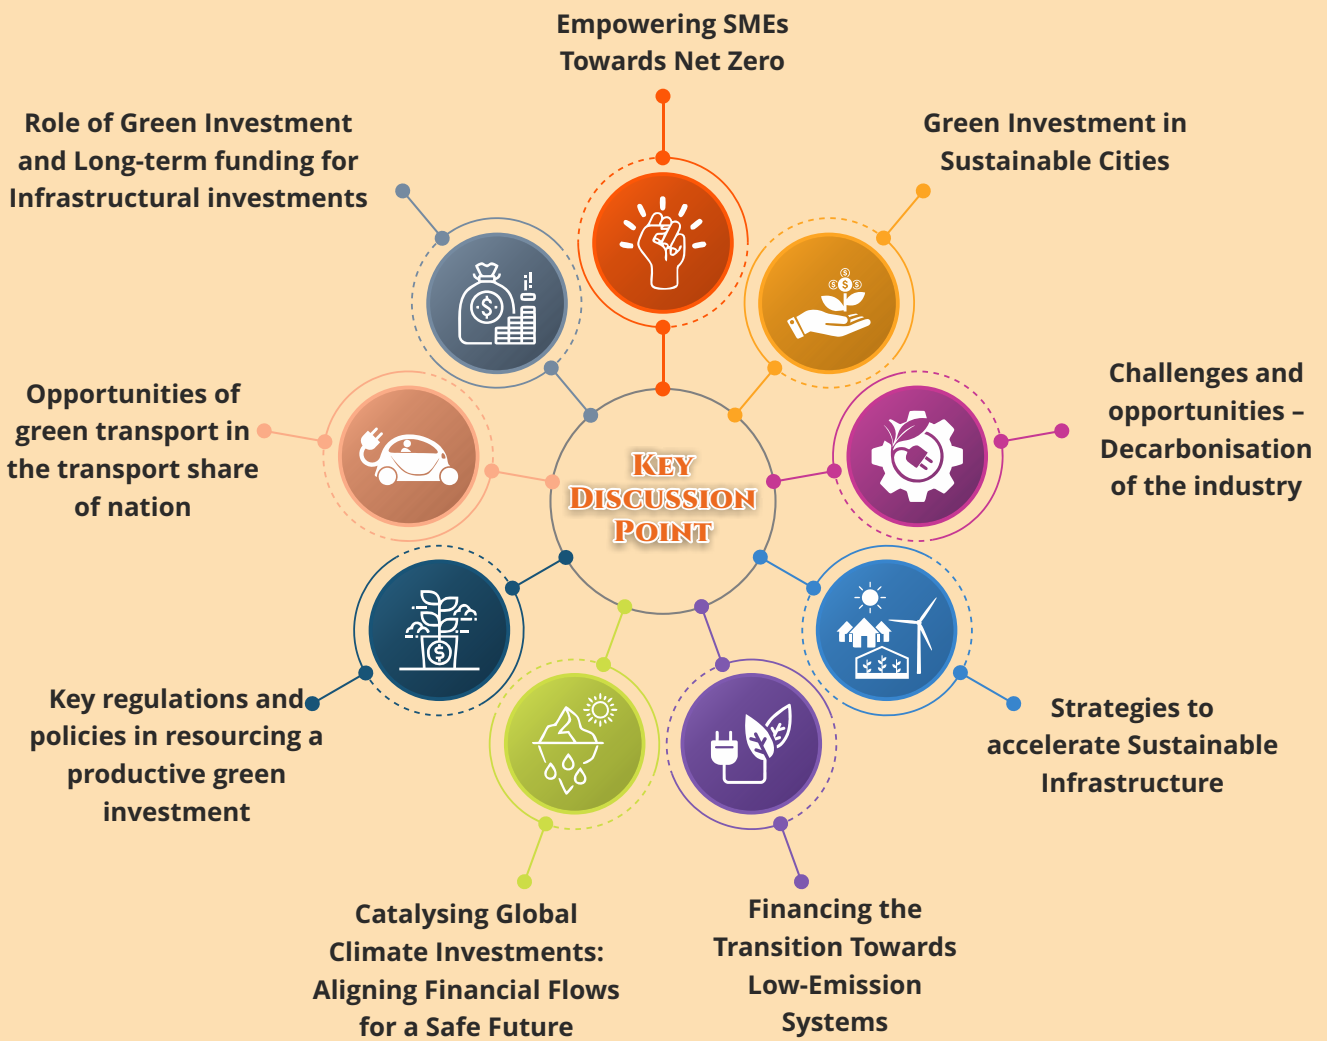 Empowering SMEs
Towards Net Zero
Green Investment in
Sustainable Cities
Challenges and
opportunities –
Decarbonisation
of the industry
Strategies to
accelerate Sustainable
Infrastructure
Financing the
Transition Towards
Low-Emission
Systems
Catalysing Global
Climate Investments:
Aligning Financial Flows
for a Safe Future
Key regulations and
policies in resourcing a
productive green
investment
Opportunities of
green transport in
the transport share
of nation
Role of Green Investment
and Long-term funding for
Infrastructural investments
Key
Discussion
Point